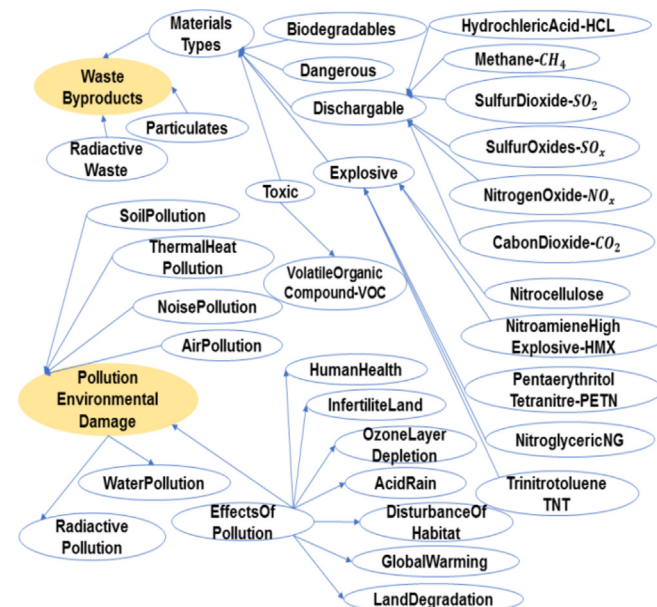 Materials
Types
Biodegradables
HydrochlericAcid-HCL
Methane-CH₄
Waste
Byproducts
Dangerous
Dischargable
SulfurDioxide-SO₂
Particulates
SulfurOxides-SOₓ
Radiactive
Waste
Explosive
Toxic
NitrogenOxide-NOₓ
SoilPollution
CabonDioxide-CO₂
ThermalHeat
Pollution
VolatileOrganic
Compound-VOC
Nitrocellulose
NoisePollution
NitroamieneHigh
Explosive-HMX
AirPollution
HumanHealth
Pollution
Environmental
Damage
Pentaerythritol
Tetranitre-PETN
InfertiliteLand
OzoneLayer
Depletion
NitroglycericNG
WaterPollution
AcidRain
Trinitrotoluene
TNT
EffectsOf
Pollution
DisturbanceOf
Habitat
Radiactive
Pollution
GlobalWarming
LandDegradation